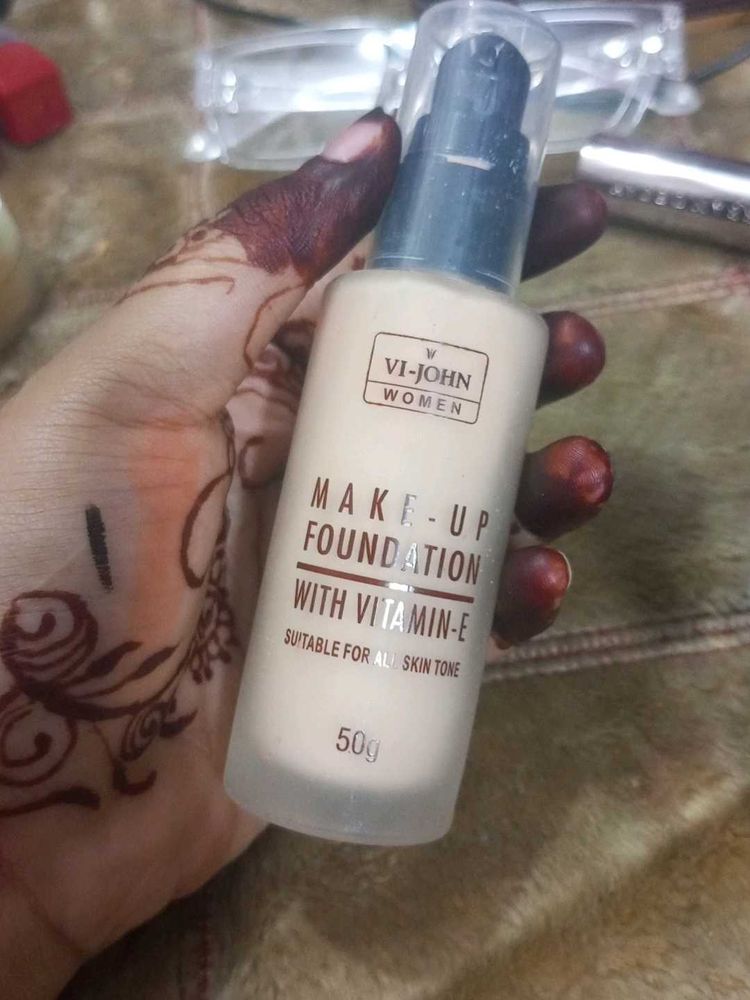 VI-JOHN
WOMEN
MAKE-UP
FOUNDATION
WITH VITAMIN-E
SUITABLE FOR ALL SKIN TONE
50g